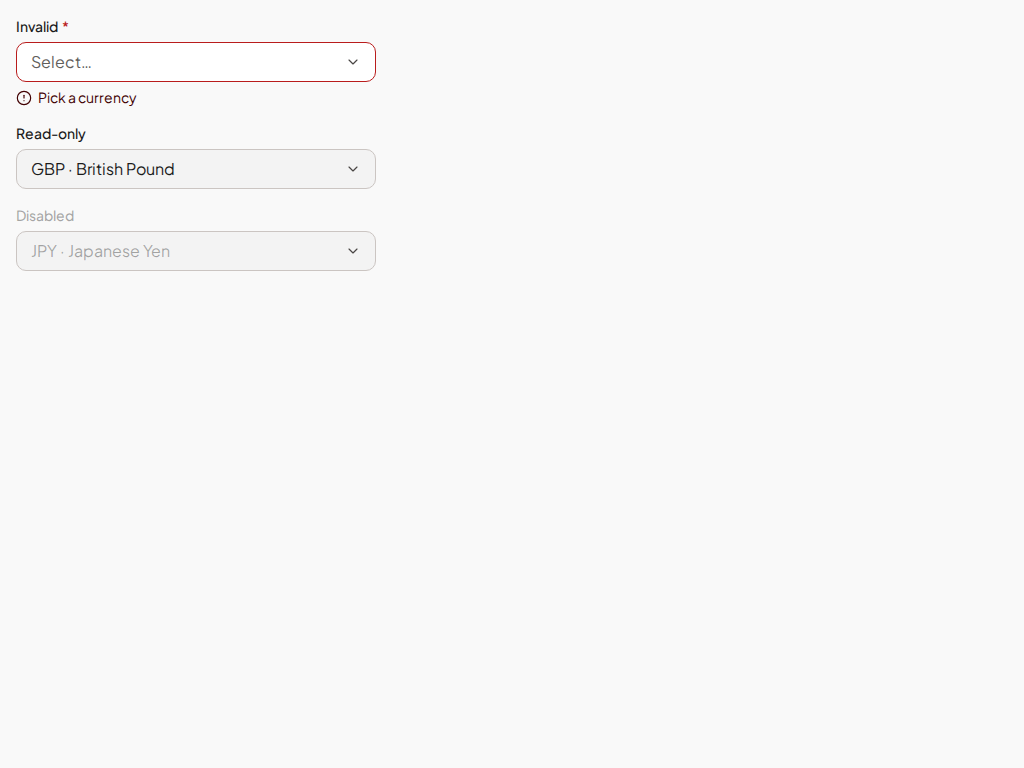 Invalid *
Select…
Pick a currency
Read-only
GBP · British Pound
Disabled
JPY · Japanese Yen